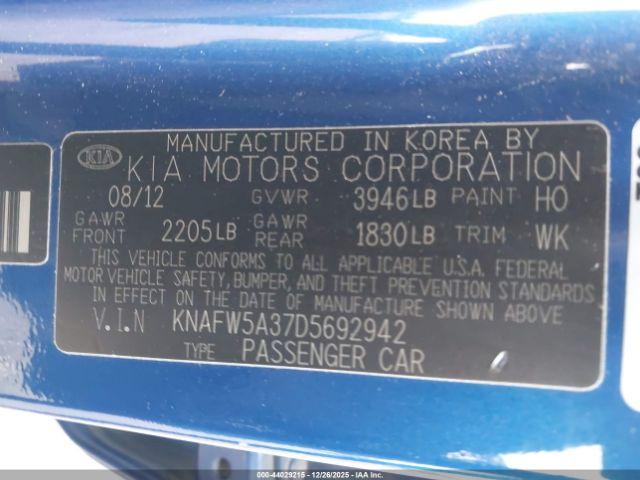 MANUFACTURED IN KOREA BY
KIA KIA MOTORS CORPORATION
08/12 GVWR 3946LB PAINT HO
GAWR FRONT 2205LB GAWR REAR 1830LB TRIM WK
THIS VEHICLE CONFORMS TO ALL APPLICABLE U.S.A. FEDERAL
MOTOR VEHICLE SAFETY, BUMPER, AND THEFT PREVENTION STANDARDS
IN EFFECT ON THE DATE OF MANUFACTURE SHOWN ABOVE
V.I.N KNAFW5A37D5692942
TYPE PASSENGER CAR
000-44029215 - 12/26/2025 - IAAI.COM